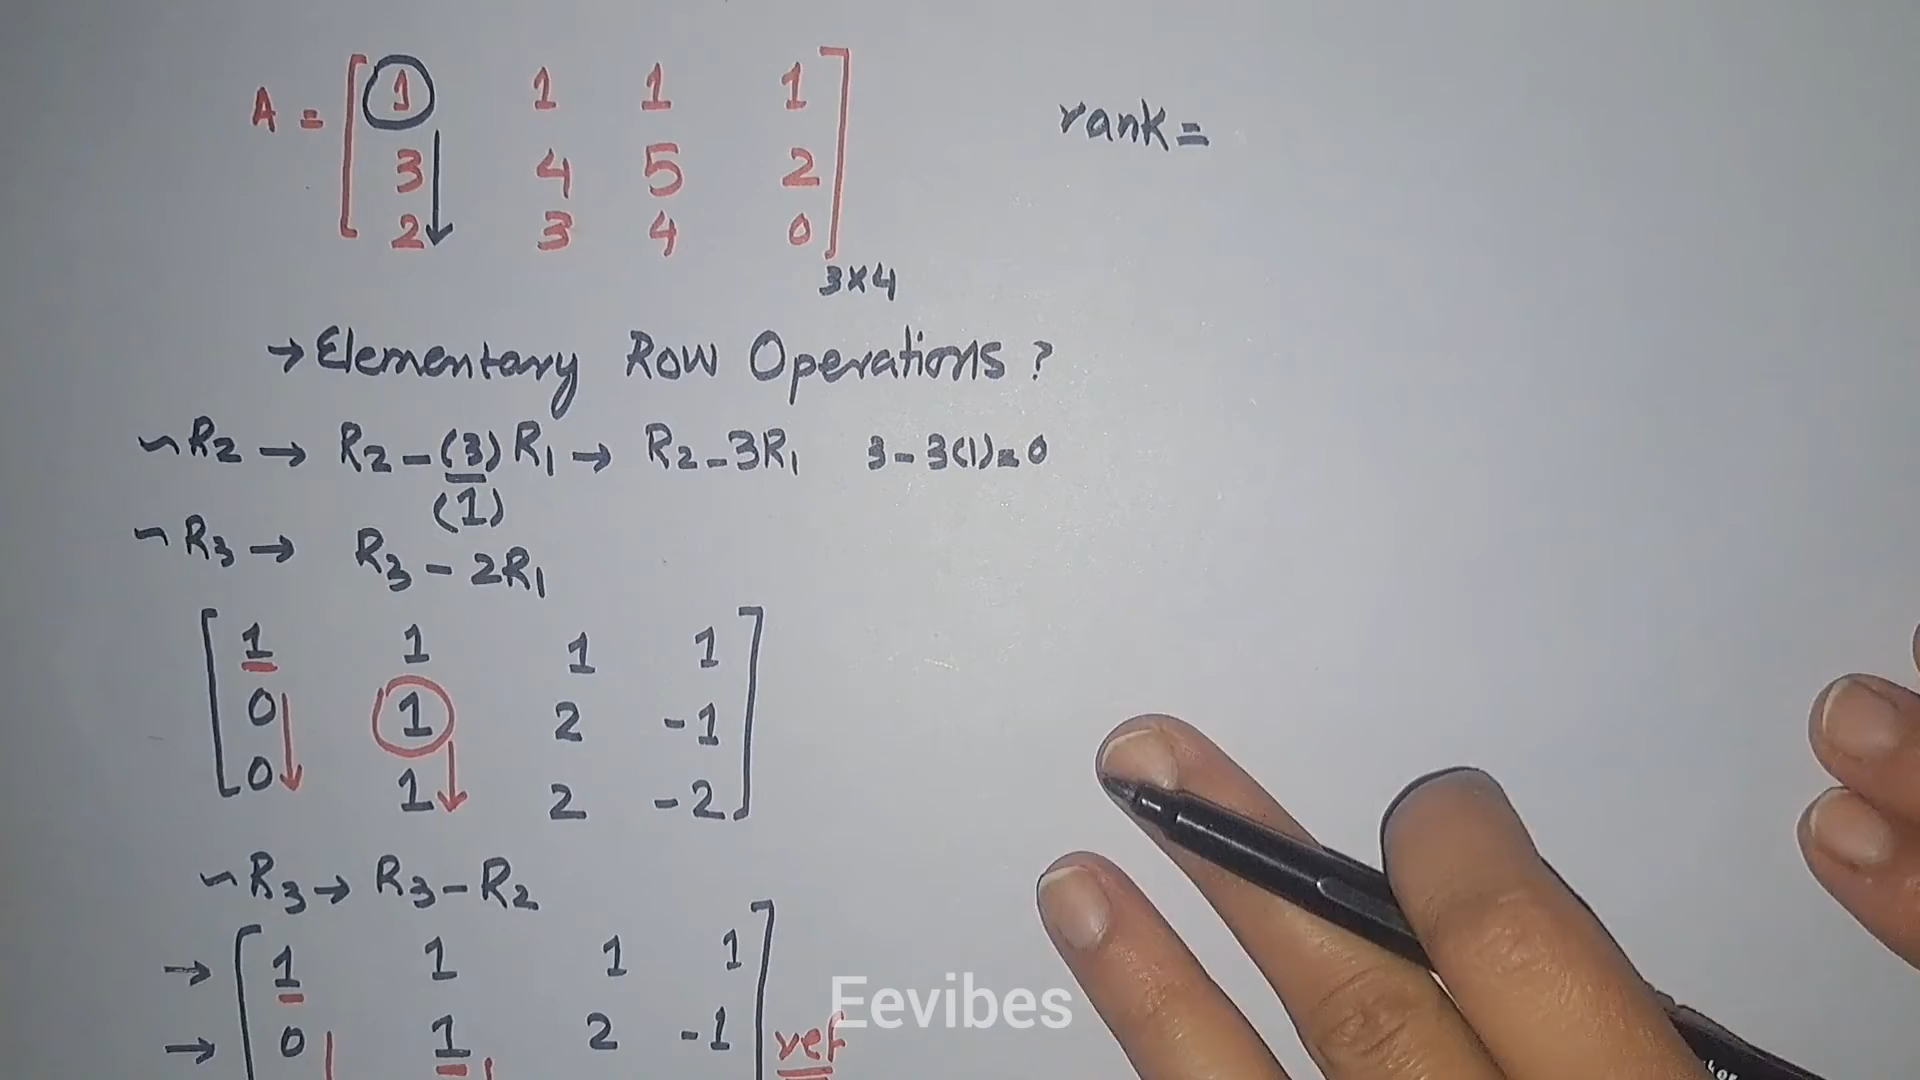 A = [ 1 1 1 1 rank=
3 4 5 2
2 3 4 0 ] 3x4
→ Elementary Row Operations ?
~R2 → R2 - (3)/(1) R1 → R2 - 3R1 3 - 3(1) = 0
~R3 → R3 - 2R1
[ 1 1 1 1
0 1 2 -1
0 1 2 -2 ]
~R3 → R3 - R2
→ [ 1 1 1 1
→ 0 1 2 -1 ] ref
Eevibes